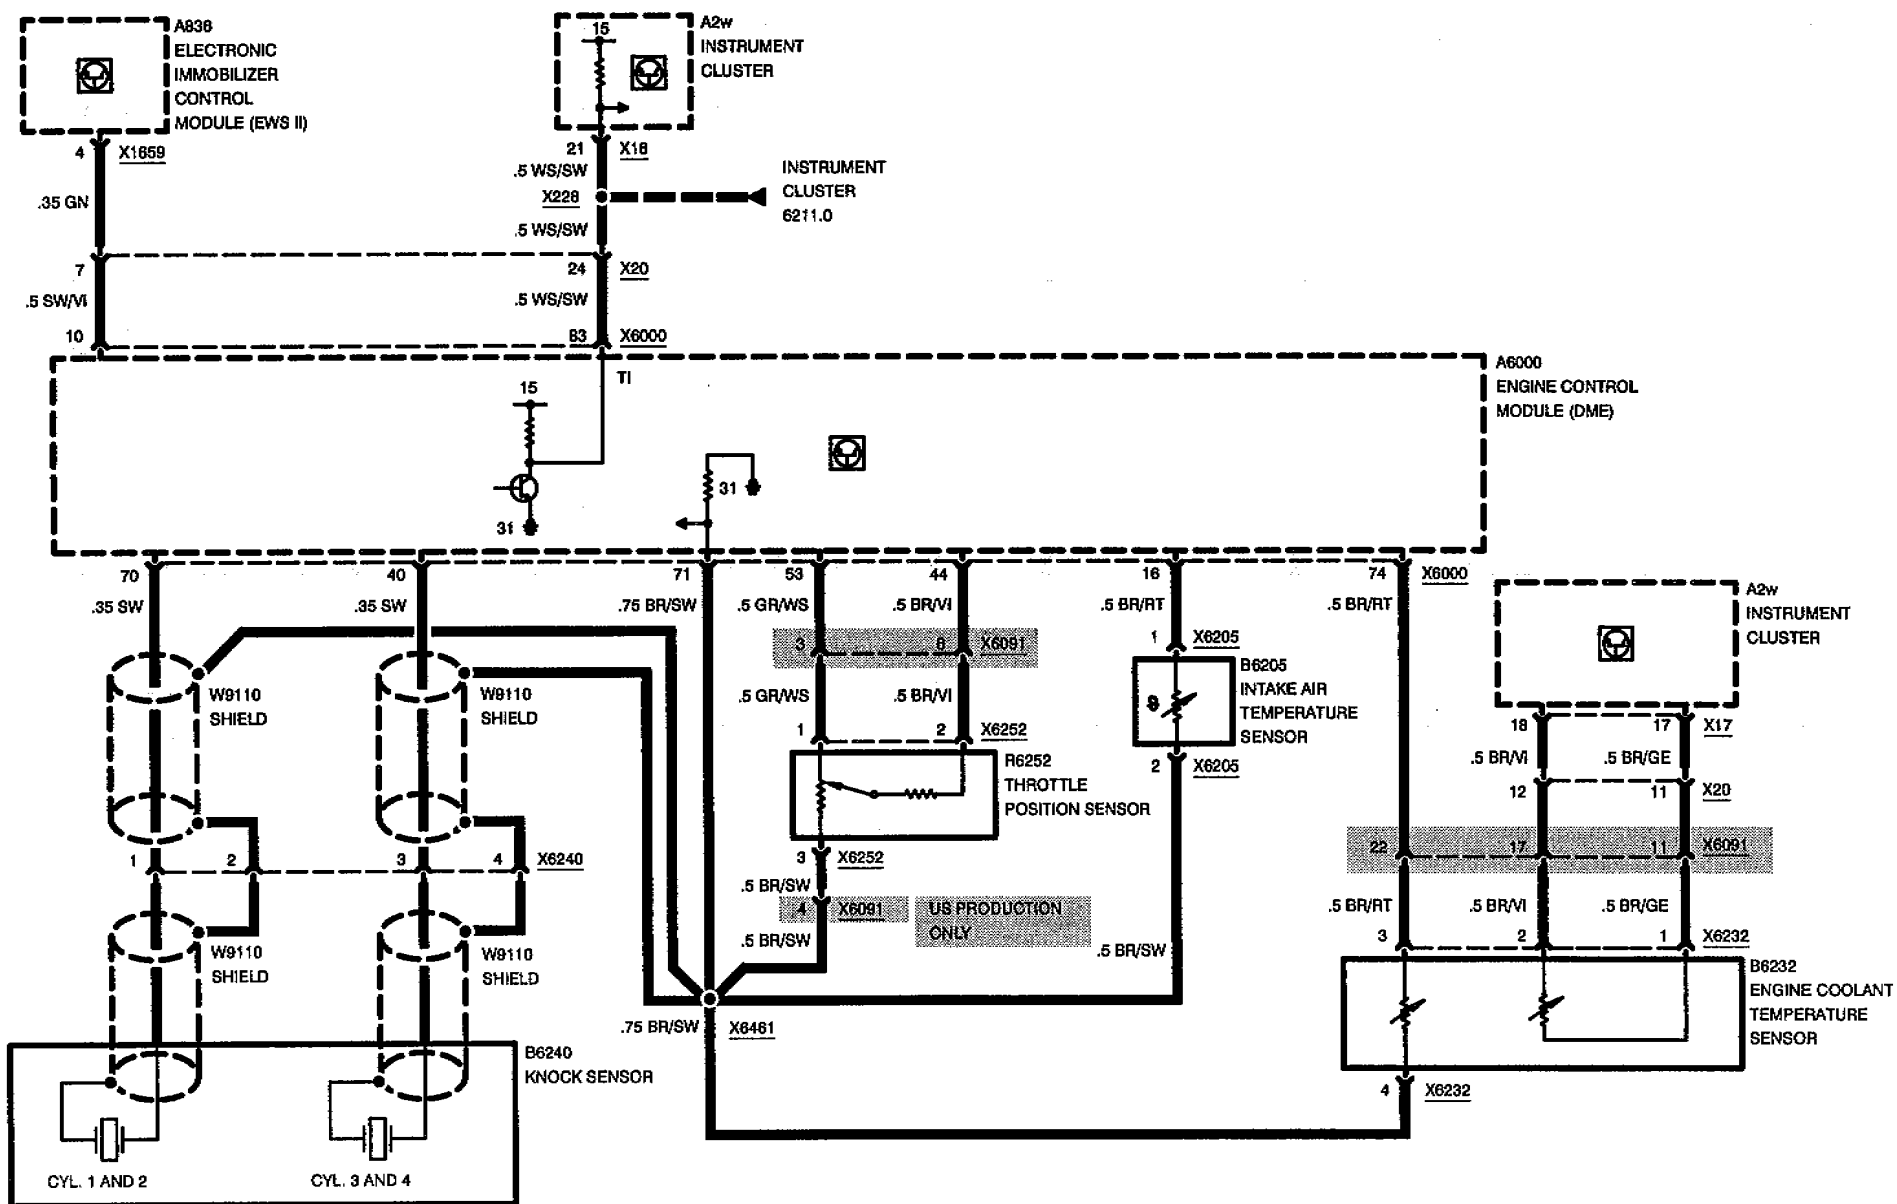 A836
ELECTRONIC
IMMOBILIZER
CONTROL
MODULE (EWS II)
4 X1659
.35 GN
7
.5 SW/VI
10
15
A2w
INSTRUMENT
CLUSTER
21 X16
.5 WS/SW
X228
INSTRUMENT
CLUSTER
6211.0
.5 WS/SW
24 X20
.5 WS/SW
83 X6000
A6000
ENGINE CONTROL
MODULE (DME)
TI
15
31
31
70 40 71 53 44 16 74 X6000
.35 SW .35 SW .75 BR/SW .5 GR/WS .5 BR/VI .5 BR/RT .5 BR/RT
A2w
INSTRUMENT
CLUSTER
3 8 X6091
1 X6205
B6205
INTAKE AIR
TEMPERATURE
SENSOR
2 X6205
W9110
SHIELD
W9110
SHIELD
.5 GR/WS .5 BR/VI
1 2 X6252
R6252
THROTTLE
POSITION SENSOR
18 17 X17
.5 BR/VI .5 BR/GE
12 11 X20
22 17 11 X6091
1 2 3 4 X6240
3 X6252
.5 BR/SW
4 X6091
US PRODUCTION
ONLY
.5 BR/SW
.5 BR/SW
.5 BR/RT .5 BR/VI .5 BR/GE
3 2 1 X6232
W9110
SHIELD
W9110
SHIELD
B6232
ENGINE COOLANT
TEMPERATURE
SENSOR
.75 BR/SW X6461
B6240
KNOCK SENSOR
4 X6232
CYL. 1 AND 2
CYL. 3 AND 4